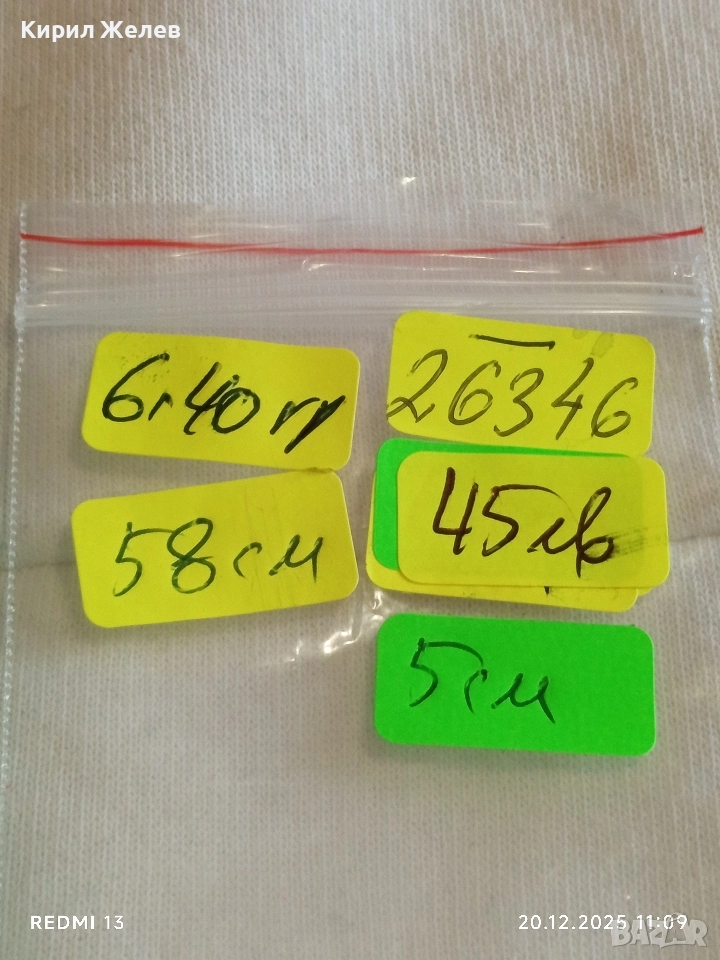 Кирил Желев
6.40 гр
26346
58 см
45 лв
5 см
REDMI 13
20.12.2025 11:09
BAZAR